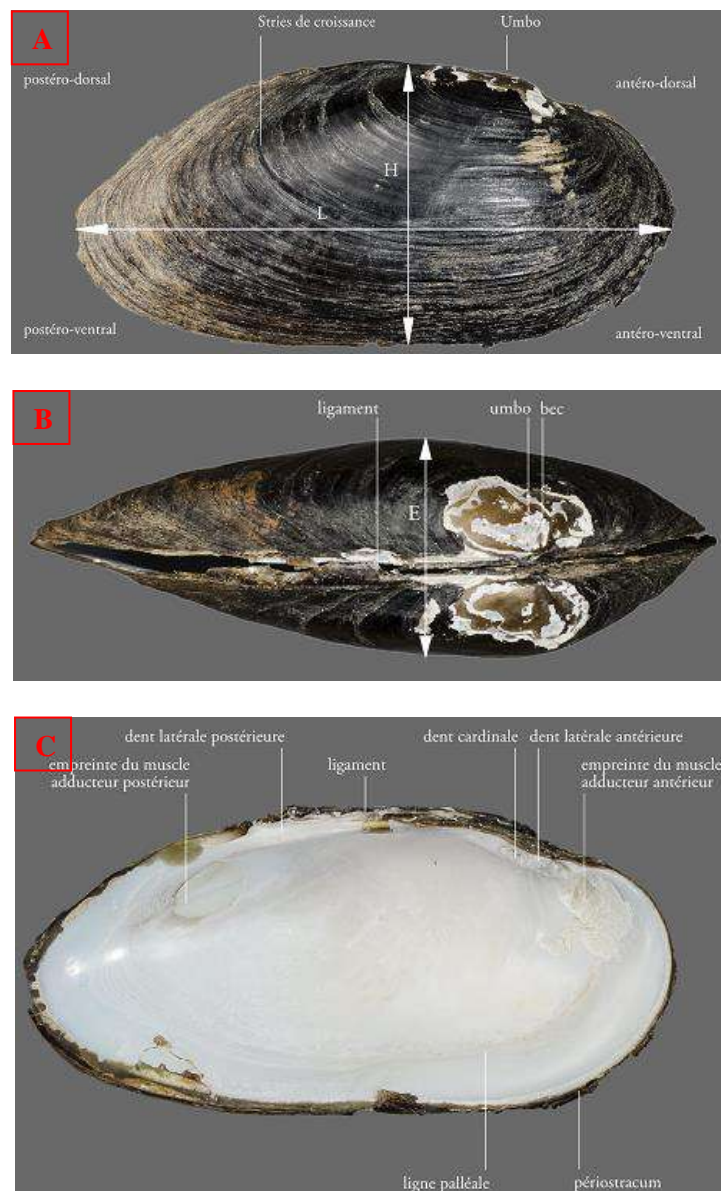 A
Stries de croissance
Umbo
postéro-dorsal
antéro-dorsal
H
L
postéro-ventral
antéro-ventral
B
ligament
umbo bec
E
C
dent latérale postérieure
dent cardinale
dent latérale antérieure
empreinte du muscle
adducteur postérieur
ligament
empreinte du muscle
adducteur antérieur
ligne palléale
périostracum